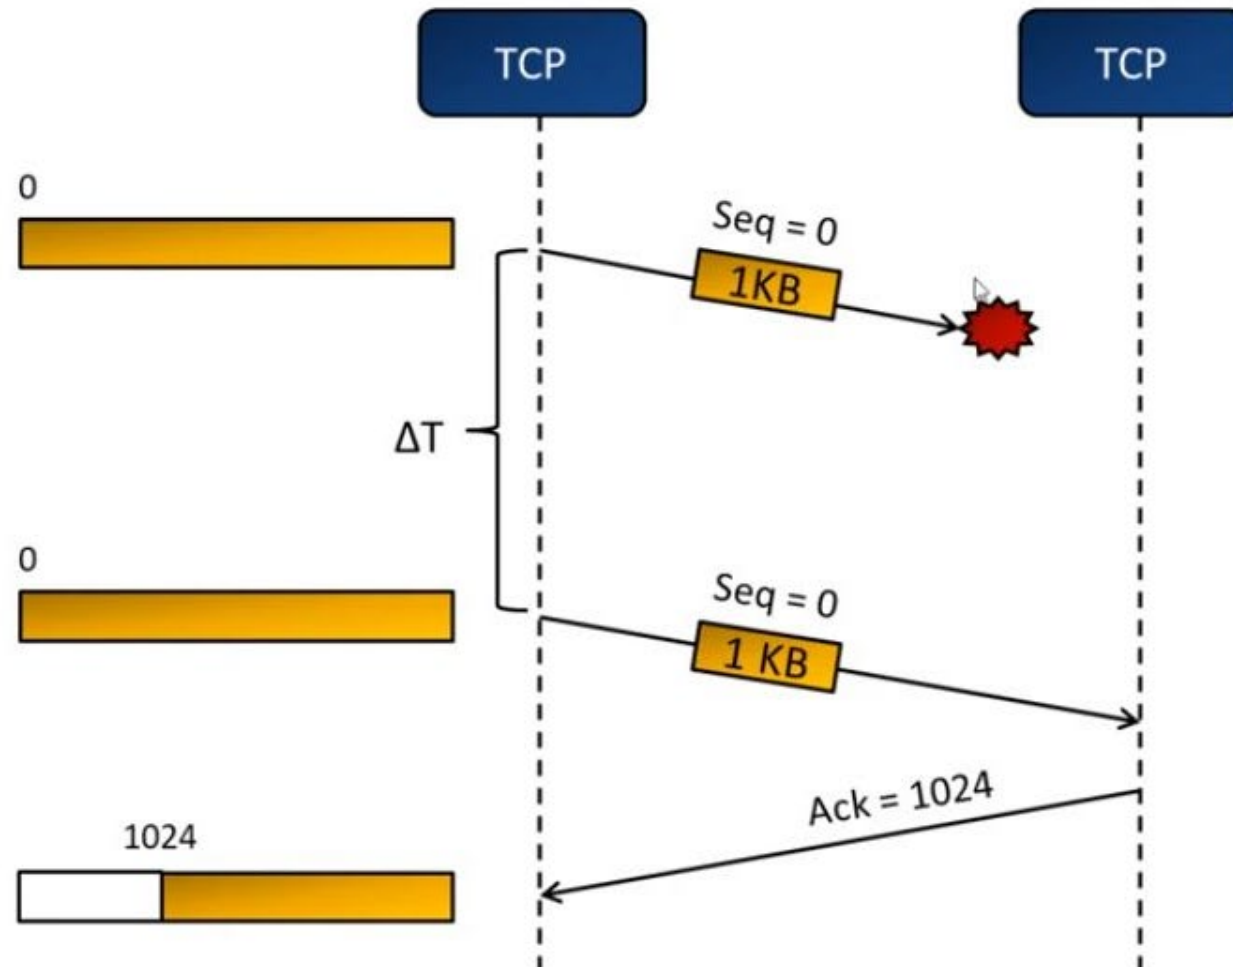 TCP
TCP
0
Seq = 0
1KB
ΔT
0
Seq = 0
1 KB
Ack = 1024
1024